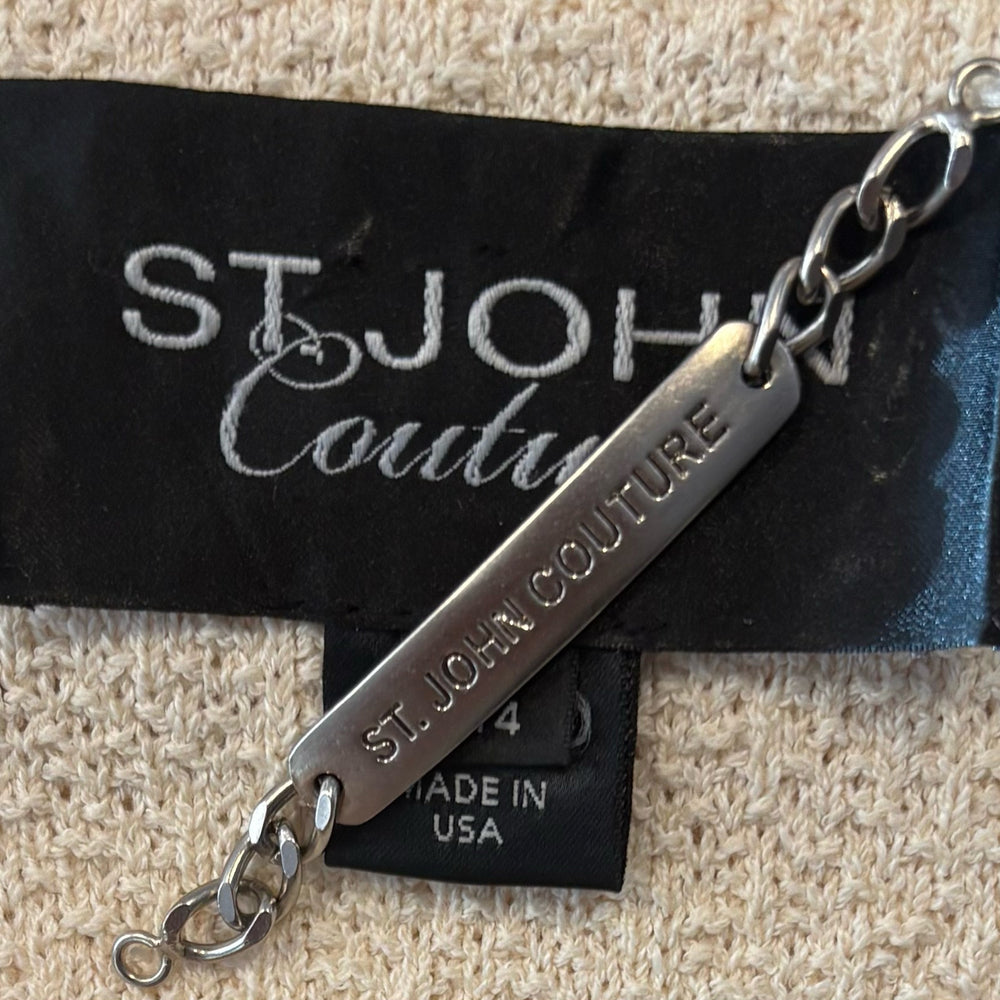 ST. JOHN
Coutu
ST. JOHN COUTURE
4
MADE IN
USA